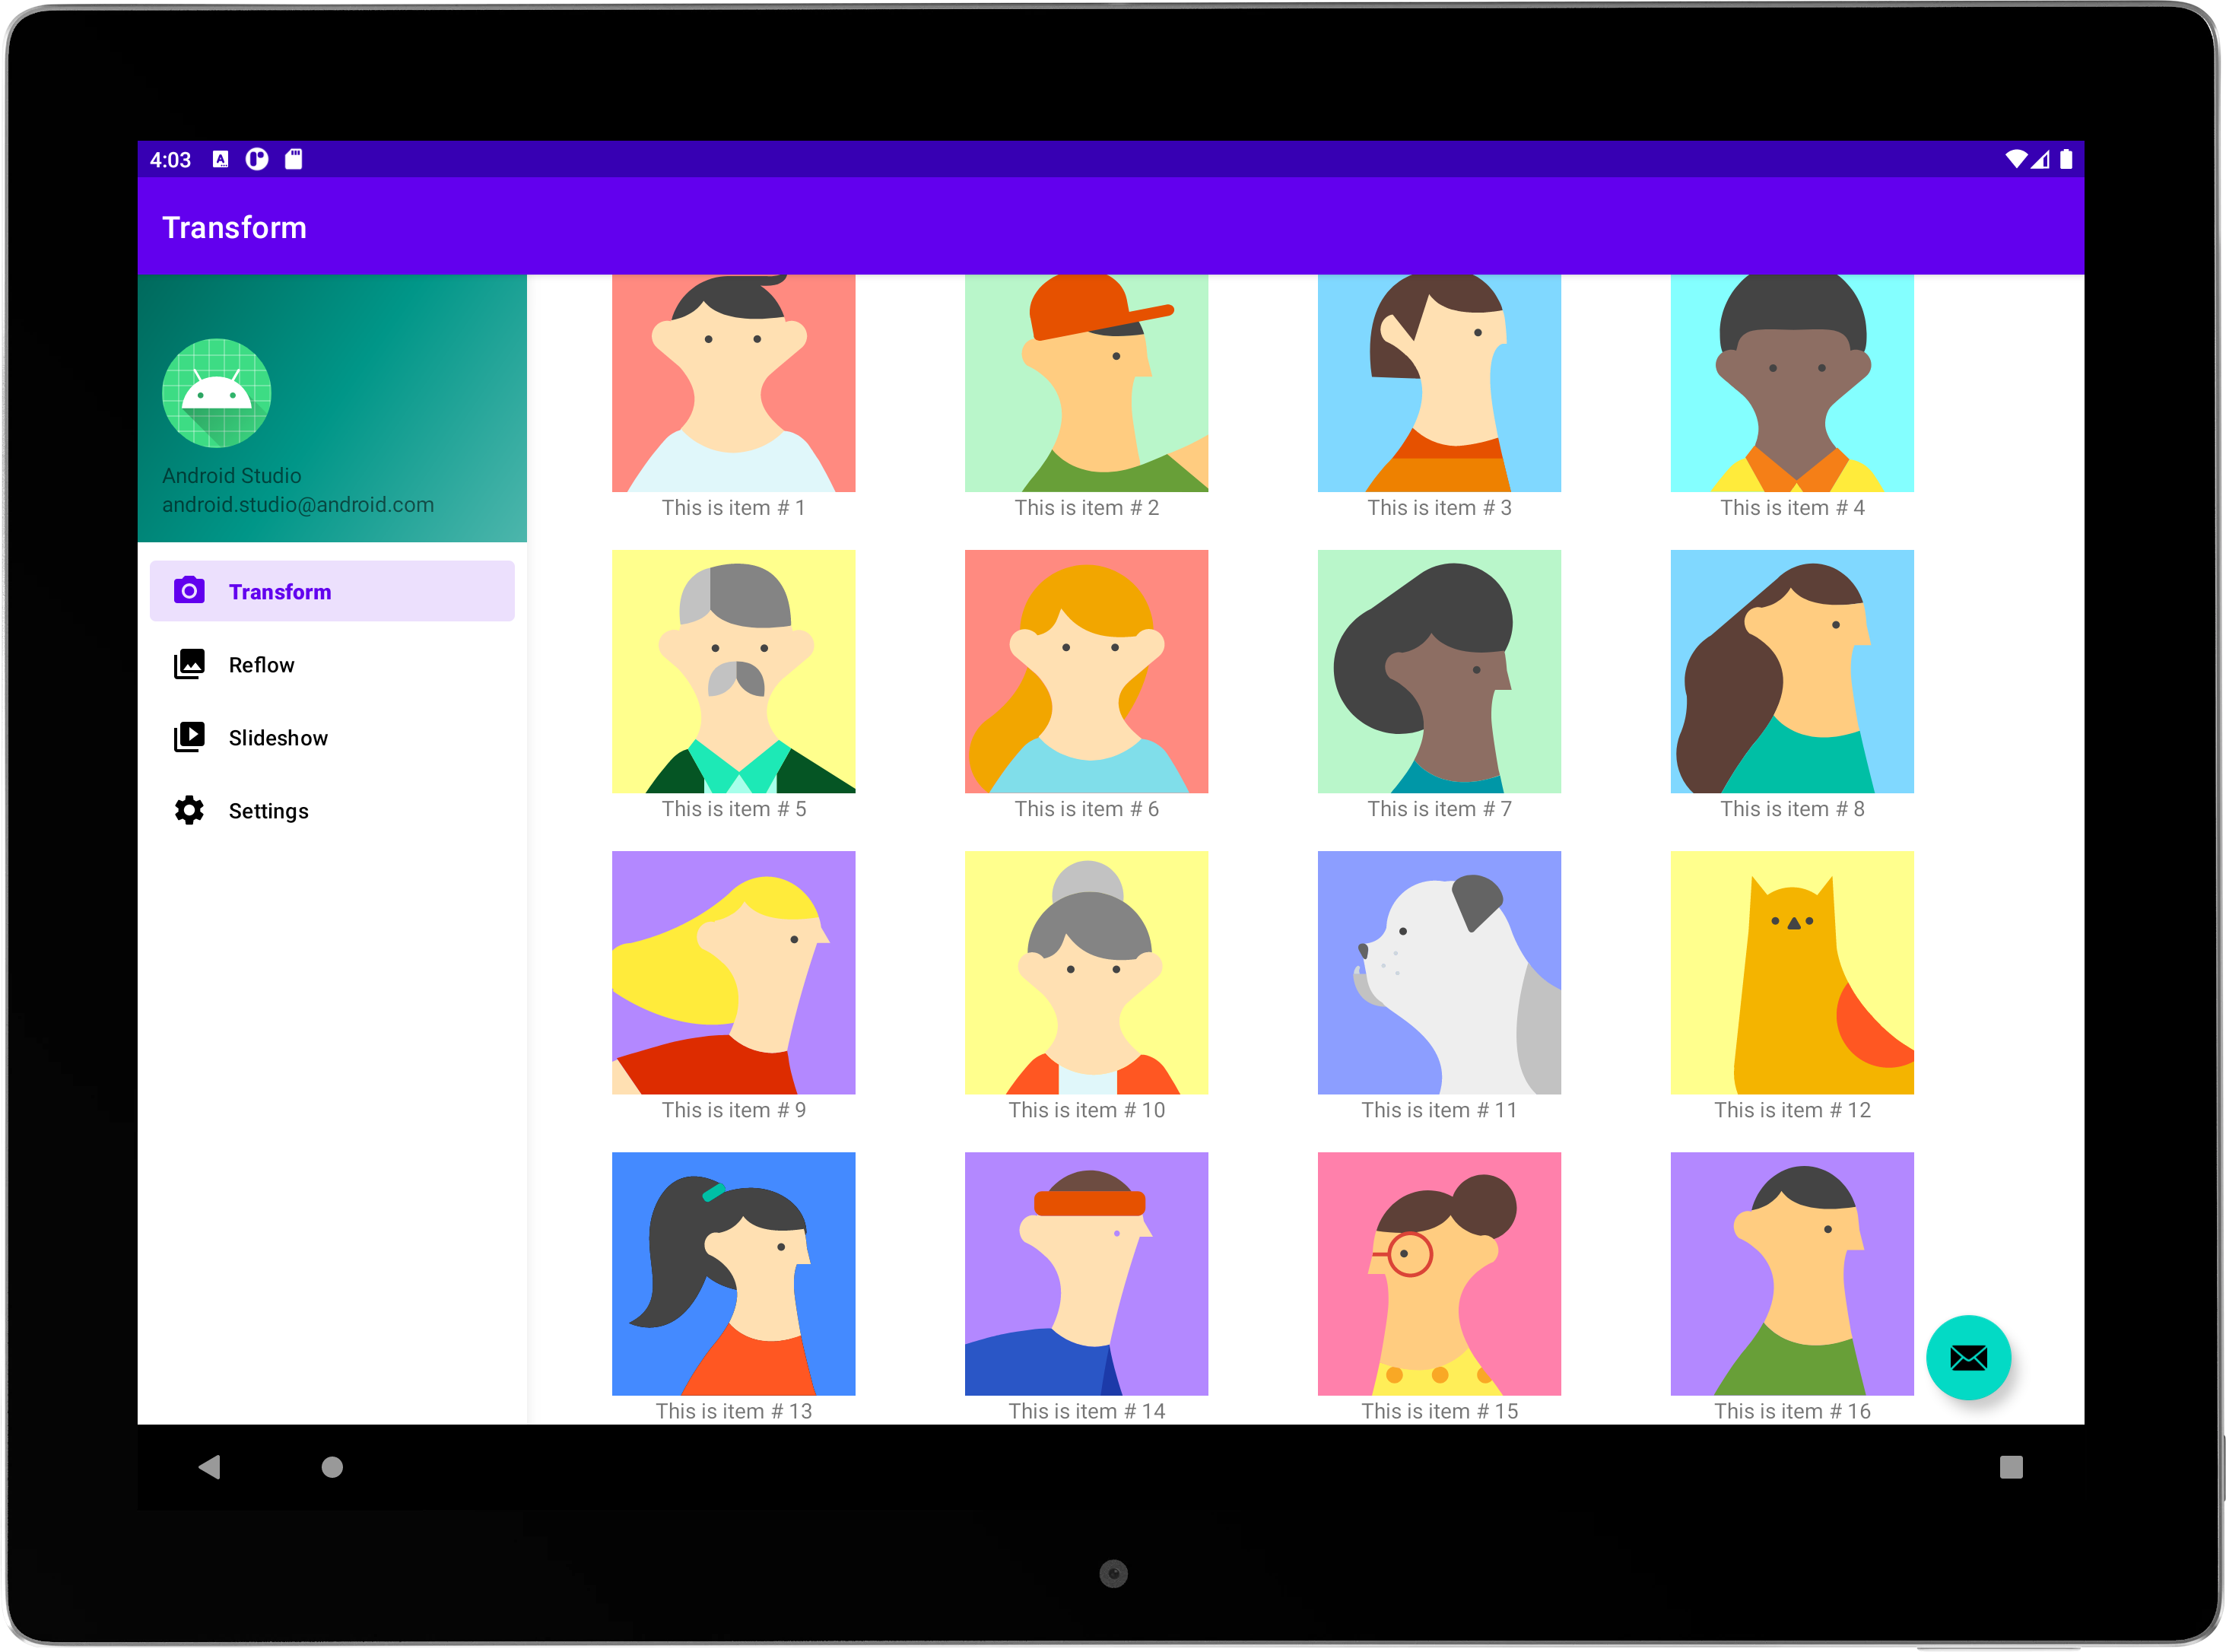 4:03
Transform
Android Studio
android.studio@android.com
Transform
Reflow
Slideshow
Settings
This is item # 1
This is item # 2
This is item # 3
This is item # 4
This is item # 5
This is item # 6
This is item # 7
This is item # 8
This is item # 9
This is item # 10
This is item # 11
This is item # 12
This is item # 13
This is item # 14
This is item # 15
This is item # 16